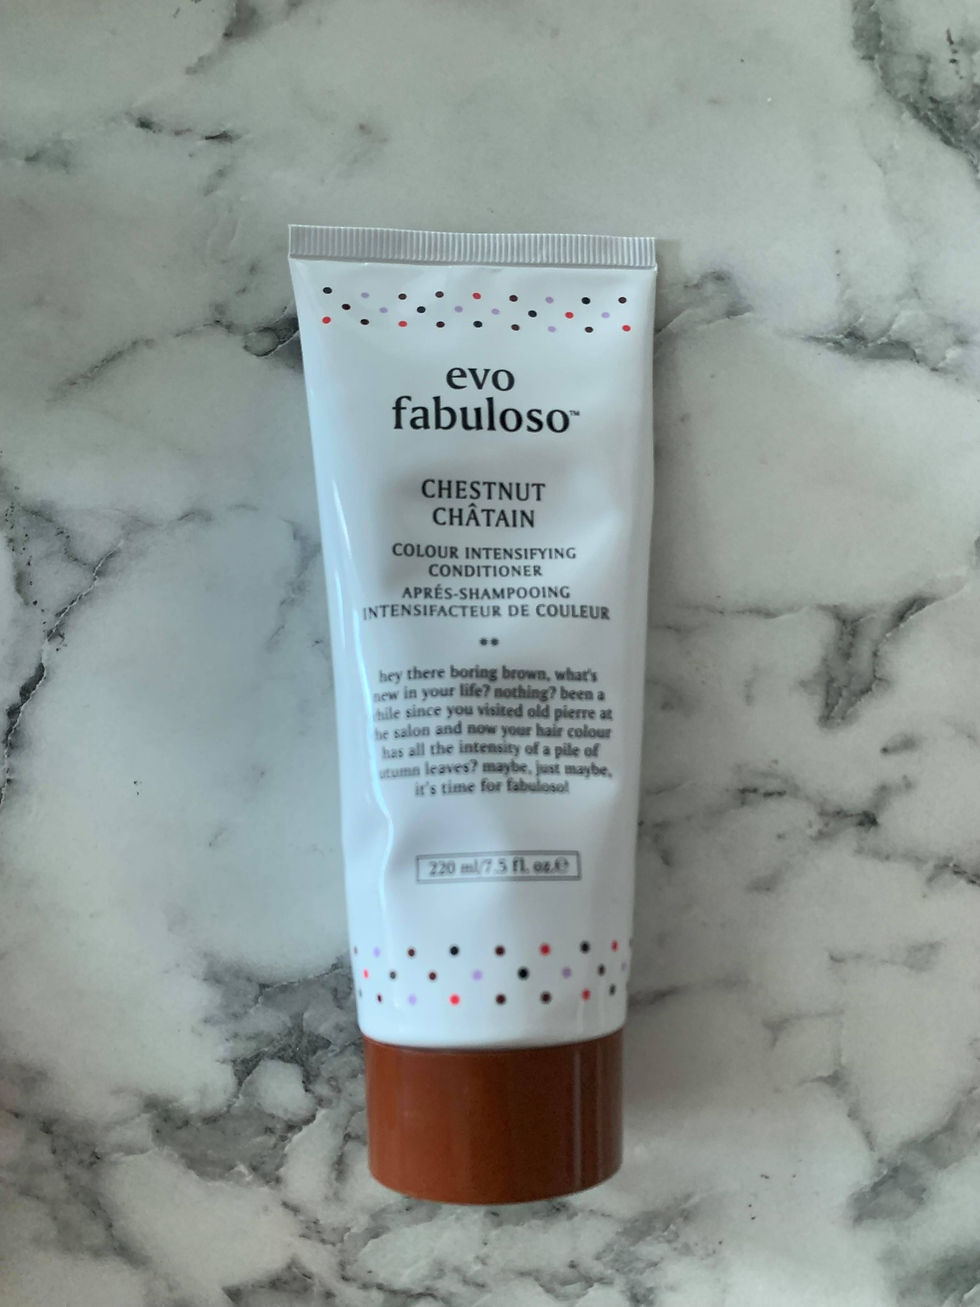 evo
fabuloso™
CHESTNUT
CHÂTAIN
COLOUR INTENSIFYING
CONDITIONER
APRÉS-SHAMPOOING
INTENSIFACTEUR DE COULEUR
hey there boring brown, what's
new in your life? nothing? been a
while since you visited old pierre at
he salon and now your hair colour
has all the intensity of a pile of
utumn leaves? maybe, just maybe,
it's time for fabuloso!
220 ml/7.5 fl. oz.℮